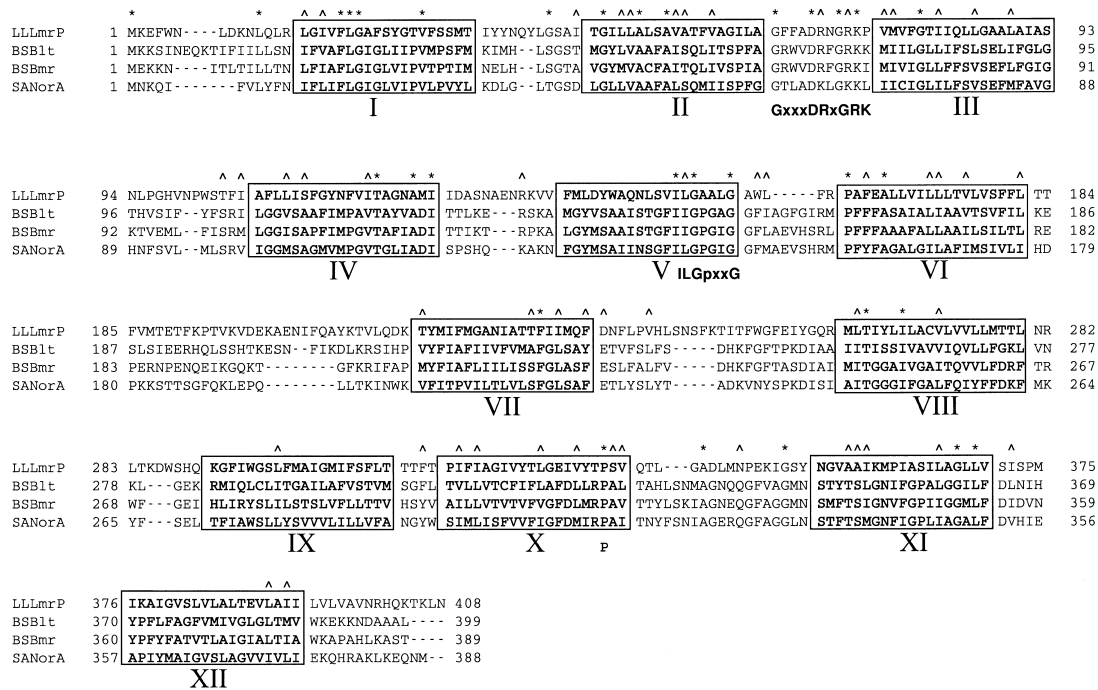 * * ^ ^ * * * * * ^ * ^ ^ * ^ ^ ^ ^ * * ^ * * * ^ ^ * ^ ^ ^
LLLmrP 1 MKEFWN---LDKNLQLR LGIVFLGAFSYGTVFSSMT IYYNQYLGSAI TGILLALSAVATFVAGILA GFFADRNGRKP VMVFGTIIQLLGAALAIAS 93
BSBlt 1 MKKSINEQKTIFIILLSN IFVAFLGIGLIIPVMPSFM KIMH-LSGST MGYLVAAFAISQLITSPFA GRWVDRFGRKK MIILGLLIFSLSELIFGLG 95
BSBmr 1 MEKKN----ITLTILLTN LFIAFLGIGLVIPVTPTIM NELH-LSGTA VGYMVACFAITQLIVSPIA GRWVDRFGRKI MIVIGLLFFSVSEFLFGIG 91
SANorA 1 MNKQI-------FVLYFN IFLIFLGIGLVIPVLPVYL KDLG-LTGSD LGLLVAAFALSQMIISPFG GTLADKLGKKL IICIGLILFSVSEFMFAVG 88
I II GxxxDRxGRK III
^ ^ ^ ^ ^ * * * ^ * ^ * * * ^ * ^ ^ ^ ^ ^
LLLmrP 94 NLPGHVNPWSTFI AFLLISFGYNFVITAGNAMI IDASNAENRKVVF FMLDYWAQNLSVILGAALG AWL-----FR PAFEALLVILLLTVLVSFFL TT 184
BSBlt 96 THVSIF-YFSRI LGGVSAAFIMPAVTAYVADI TTLKE--RSKA MGYVSAAISTGFIIGPGAG GFIAGFGIRM PFFFASAIALIAAVTSVFIL KE 186
BSBmr 92 KTVEML-FISRM LGGISAPFIMPGVTAFIADI TTIKT--RPKA LGYMSAAISTGFIIGPGIG GFLAEVHSRL PFFFAAAFALLAAILSILTL RE 182
SANorA 89 HNFSVL-MLSRV IGGMSAGMVMPGVTGLIADI SPSHQ--KAKN FGYMSAIINSGFILGPGIG GFMAEVSHRM PFYFAGALGILAFIMSIVLI HD 179
IV V ILGpxxG VI
^ ^ * ^ ^ ^ ^ ^ * * ^
LLLmrP 185 FVMTETFKPTVKVDEKAENIFQAYKTVLQDK TYMIFMGANIATTFIIMQF DNFLPVHLSNSFKTITFWGFEIYGQR MLTIYLILACVLVVLLMTTL NR 282
BSBlt 187 SLSIEERHQLSSHTKESN--FIKDLKRSIHP VYFIAFIIVFVMAFGLSAY ETVFSLFS-----DHKFGFTPKDIAA IITISSIVAVVIQVLLFGKL VN 277
BSBmr 183 PERNPENQEIKGQK--------GFKRIFAP MYFIAFLIILISSFGLASF ESLFALFV-----DHKFGFTASDIAI MITGGAIVGAITQVVLFDRF TR 267
SANorA 180 PKKSTTSGFQKLEPQ-------LLTKINWK VFITPVILTLVLSFGLSAF ETLYSLYT-----ADKVNYSPKDISI AITGGGIFGALFQIYFFDKF MK 264
VII VIII
^ ^ ^ ^ ^ ^ * ^ ^ * ^ * ^ ^ ^ ^ * * ^
LLLmrP 283 LTKDWSHQ KGFIWGSLFMAIGMIFSFLT TTFT PIFIAGIVYTLGEIVYTPSV QTL---GADLMNPEKIGSY NGVAAIKMPIASILAGLLV SISPM 375
BSBlt 278 KL---GEK RMIQLCLITGAILAFVSTVM SGFL TVLLVTCFIFLAFDLLRPAL TAHLSNMAGNQQGFVAGMN STYTSLGNIFGPALGGILF DLNIH 369
BSBmr 268 WF---GEI HLIRYSLILSTSLVFLLTTV HSYV AILLVTVTVFVGFDLMRPAV TTYLSKIAGNEQGFAGGMN SMFTSIGNVFGPIIGGMLF DIDVN 359
SANorA 265 YF---SEL TFIAWSLLYSVVVLILLVFA NGYW SIMLISFVVFIGFDMIRPAI TNYFSNIAGERQGFAGGLN STFTSMGNFIGPLIAGALF DVHIE 356
IX X P XI
^ ^
LLLmrP 376 IKAIGVSLVLALTEVLAII LVLVAVNRHQKTKLN 408
BSBlt 370 YPFLFAGFVMIVGLGLTMV WKEKKNDAAAL---- 399
BSBmr 360 YPFYFATVTLAIGIALTIA WKAPAHLKAST---- 389
SANorA 357 APIYMAIGVSLAGVVIVLI EKQHRAKLKEQNM-- 388
XII